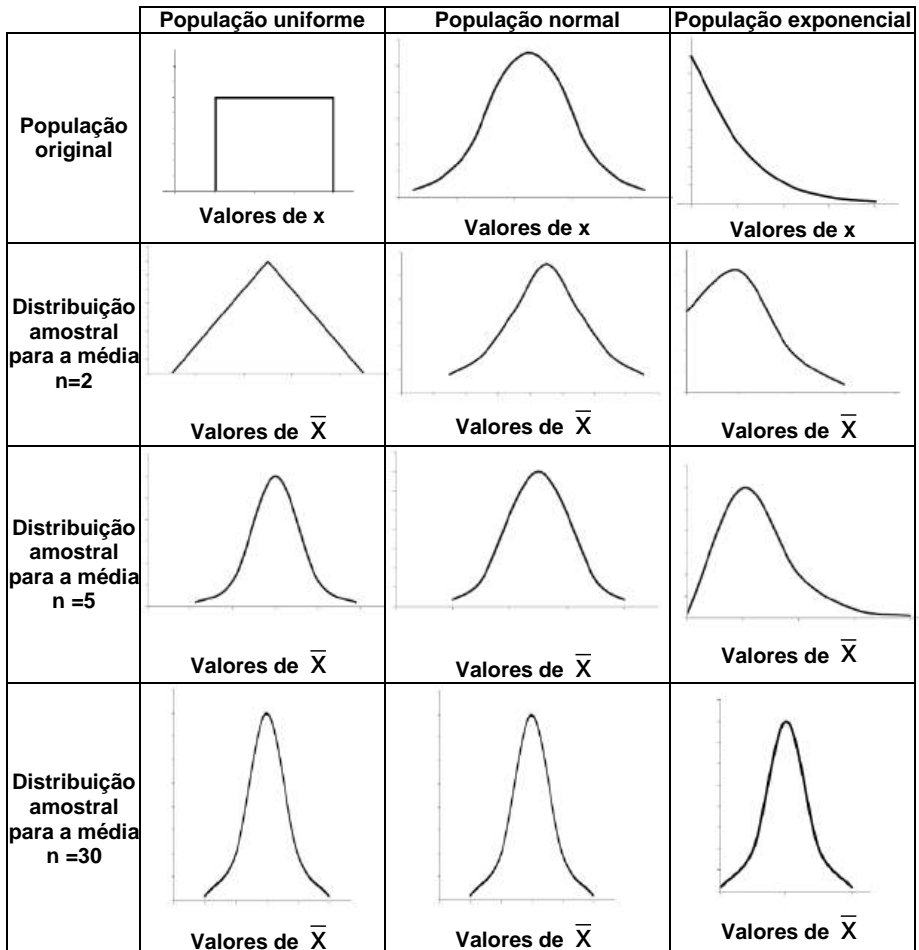 População uniforme
População normal
População exponencial
População
original
Valores de x
Valores de x
Valores de x
Distribuição
amostral
para a média
n=2
Valores de X̅
Valores de X̅
Valores de X̅
Distribuição
amostral
para a média
n =5
Valores de X̅
Valores de X̅
Valores de X̅
Distribuição
amostral
para a média
n =30
Valores de X̅
Valores de X̅
Valores de X̅